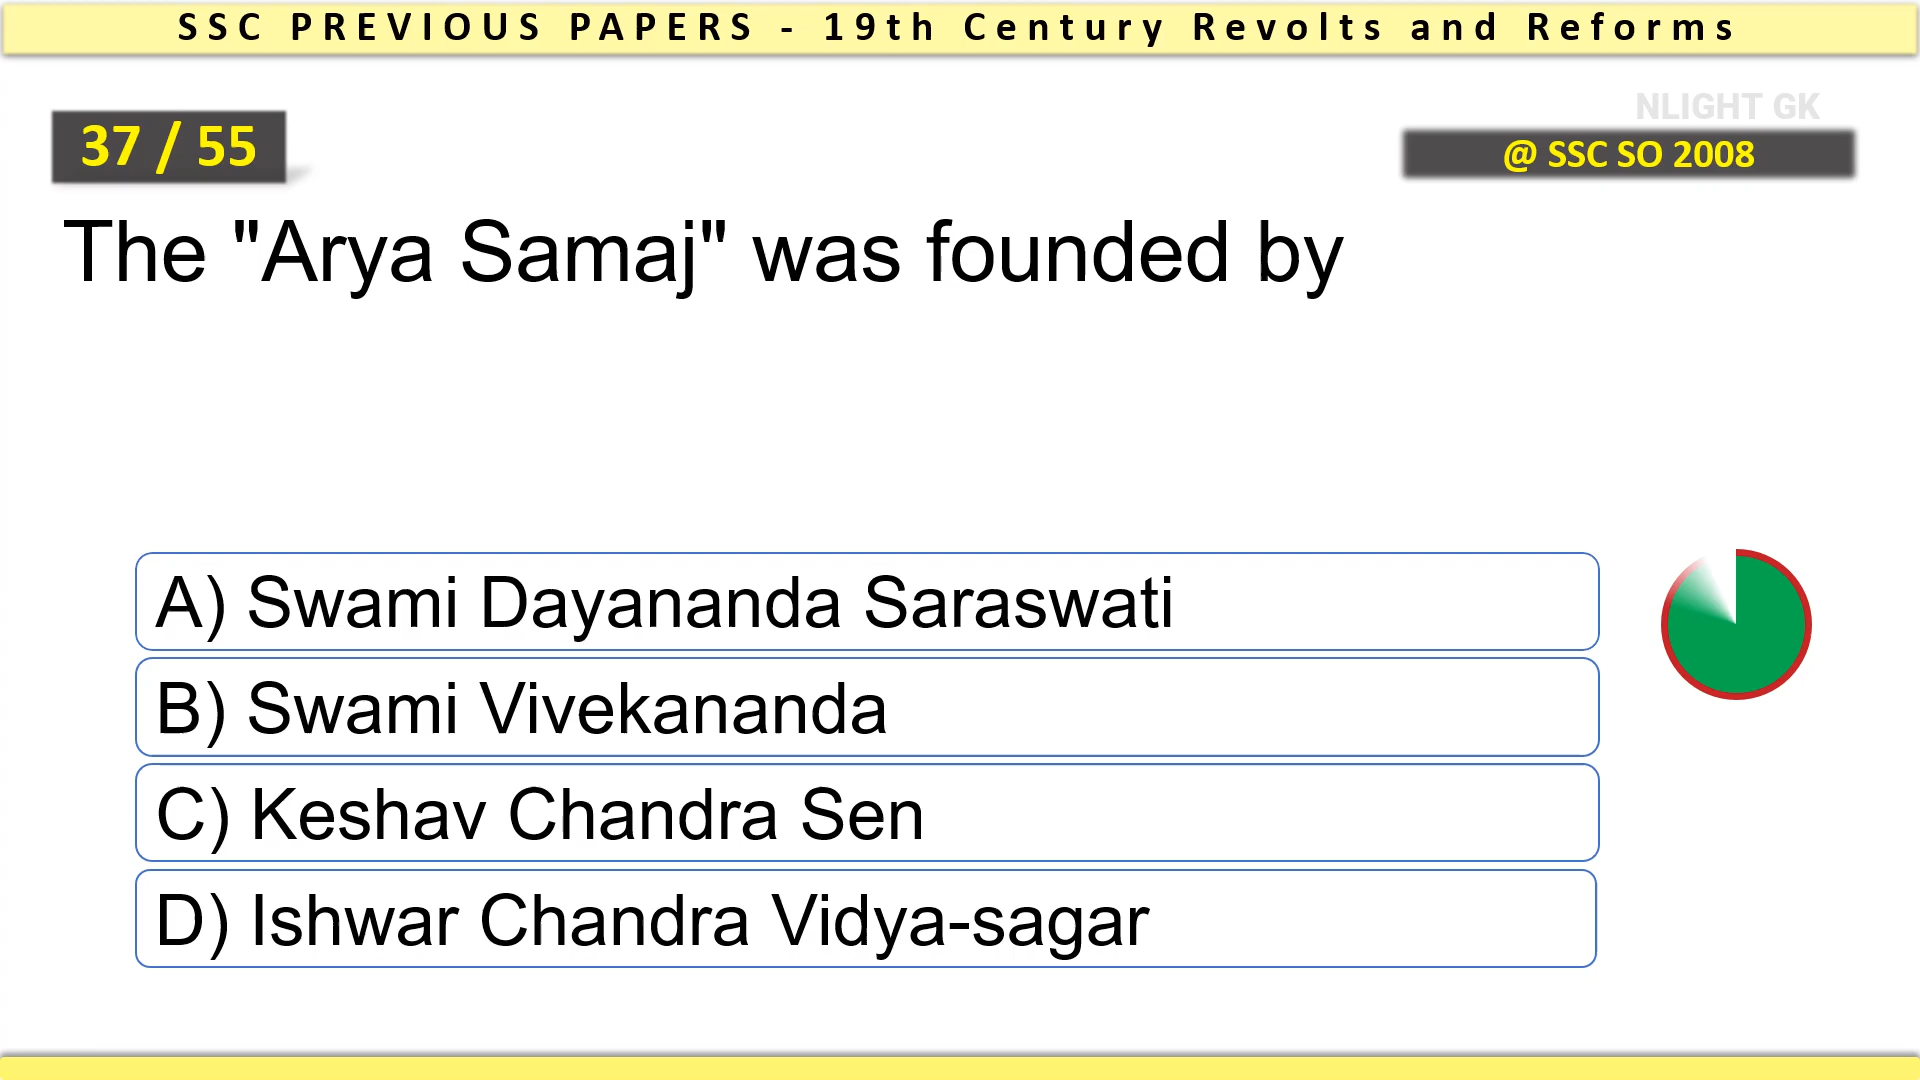 SSC PREVIOUS PAPERS - 19th Century Revolts and Reforms
NLIGHT GK
37 / 55
@ SSC SO 2008
The "Arya Samaj" was founded by
A) Swami Dayananda Saraswati
B) Swami Vivekananda
C) Keshav Chandra Sen
D) Ishwar Chandra Vidya-sagar